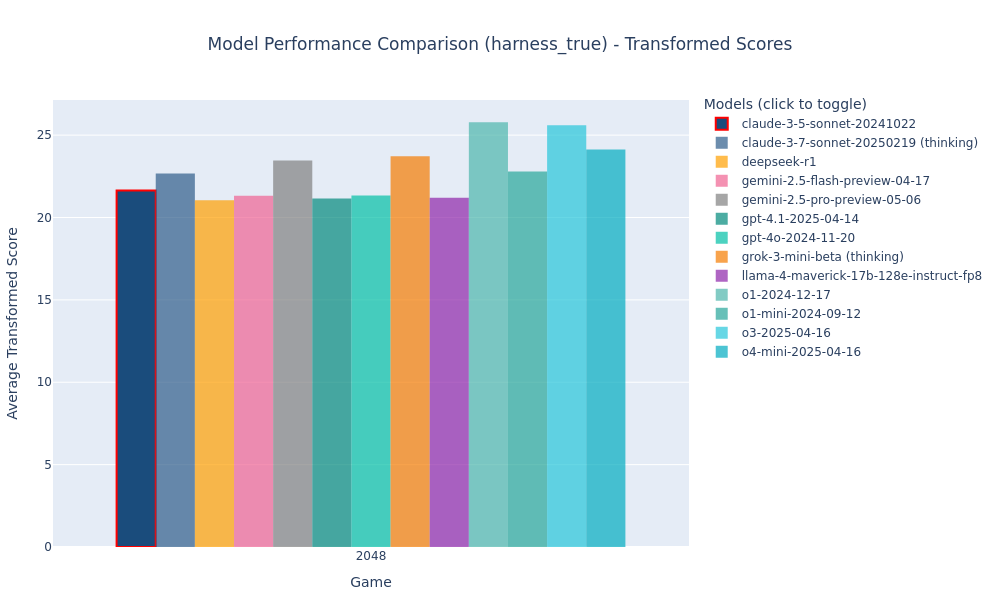 Model Performance Comparison (harness_true) - Transformed Scores
Average Transformed Score
25
20
15
10
5
0
2048
Game
Models (click to toggle)
claude-3-5-sonnet-20241022
claude-3-7-sonnet-20250219 (thinking)
deepseek-r1
gemini-2.5-flash-preview-04-17
gemini-2.5-pro-preview-05-06
gpt-4.1-2025-04-14
gpt-4o-2024-11-20
grok-3-mini-beta (thinking)
llama-4-maverick-17b-128e-instruct-fp8
o1-2024-12-17
o1-mini-2024-09-12
o3-2025-04-16
o4-mini-2025-04-16